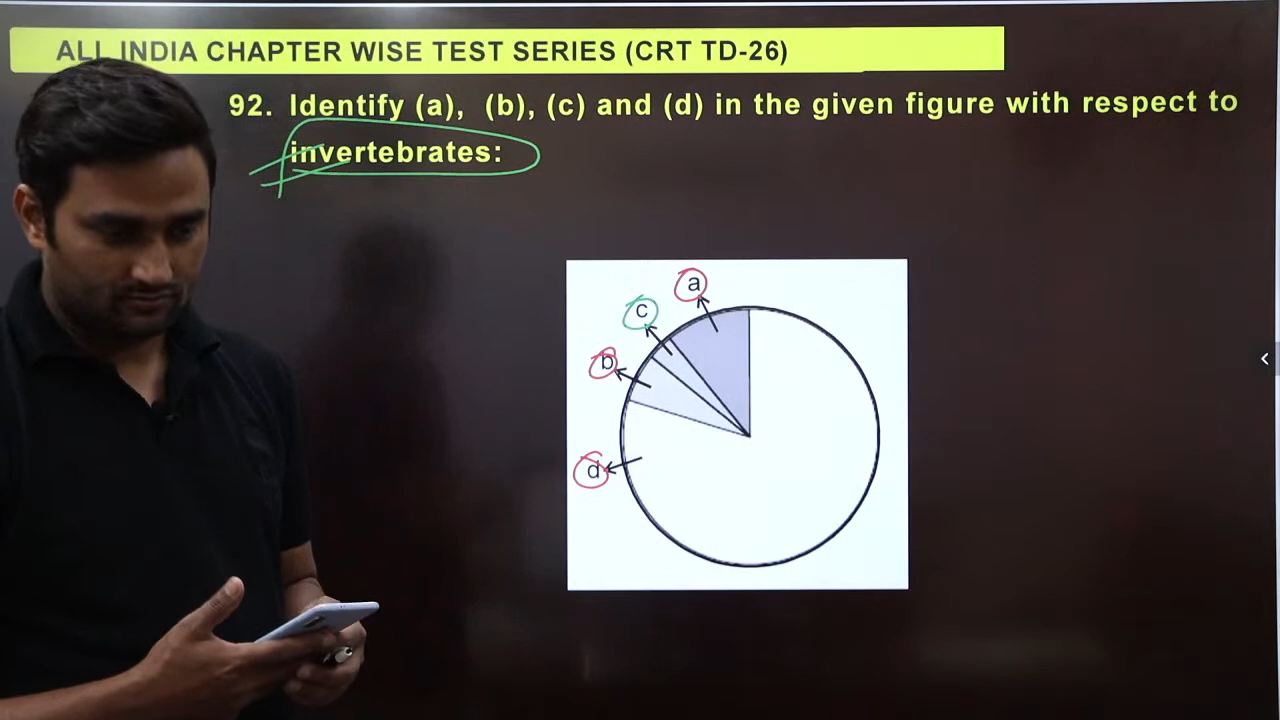 ALL INDIA CHAPTER WISE TEST SERIES (CRT TD-26)
92. Identify (a), (b), (c) and (d) in the given figure with respect to
invertebrates:
a
c
b
d